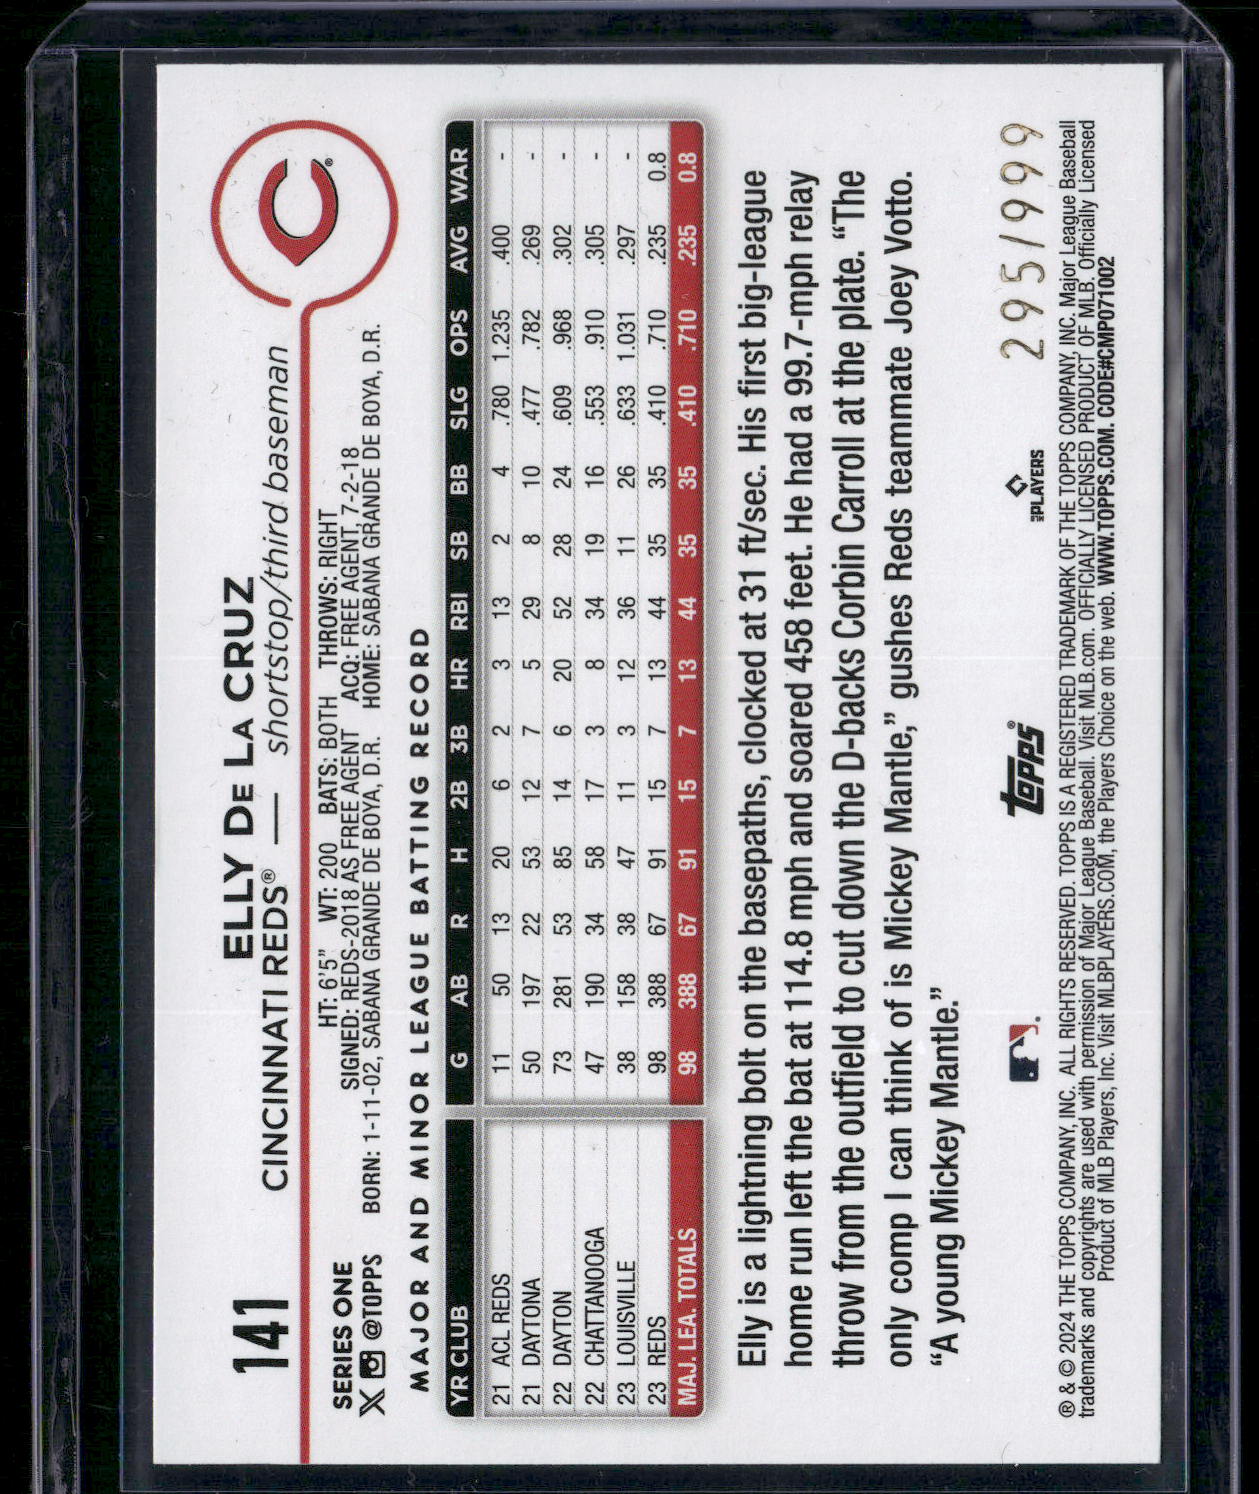 141
ELLY DE LA CRUZ
CINCINNATI REDS® — shortstop/third baseman
C®
SERIES ONE
@TOPPS
HT: 6'5" WT: 200 BATS: BOTH THROWS: RIGHT
SIGNED: REDS-2018 AS FREE AGENT ACQ: FREE AGENT, 7-2-18
BORN: 1-11-02, SABANA GRANDE DE BOYA, D.R. HOME: SABANA GRANDE DE BOYA, D.R.
MAJOR AND MINOR LEAGUE BATTING RECORD
YR CLUB G AB R H 2B 3B HR RBI SB BB SLG OPS AVG WAR
21 ACL REDS 11 50 13 20 6 2 3 13 2 4 .780 1.235 .400 -
21 DAYTONA 50 197 22 53 12 7 5 29 8 10 .477 .782 .269 -
22 DAYTON 73 281 53 85 14 6 20 52 28 24 .609 .968 .302 -
22 CHATTANOOGA 47 190 34 58 17 3 8 34 19 16 .553 .910 .305 -
23 LOUISVILLE 38 158 38 47 11 3 12 36 11 26 .633 1.031 .297 -
23 REDS 98 388 67 91 15 7 13 44 35 35 .410 .710 .235 0.8
MAJ. LEA. TOTALS 98 388 67 91 15 7 13 44 35 35 .410 .710 .235 0.8
Elly is a lightning bolt on the basepaths, clocked at 31 ft/sec. His first big-league
home run left the bat at 114.8 mph and soared 458 feet. He had a 99.7-mph relay
throw from the outfield to cut down the D-backs Corbin Carroll at the plate. “The
only comp I can think of is Mickey Mantle,” gushes Reds teammate Joey Votto.
“A young Mickey Mantle.”
topps®
MLB PLAYERS
295/999
® & © 2024 THE TOPPS COMPANY, INC. ALL RIGHTS RESERVED. TOPPS IS A REGISTERED TRADEMARK OF THE TOPPS COMPANY, INC. Major League Baseball
trademarks and copyrights are used with permission of Major League Baseball. Visit MLB.com. OFFICIALLY LICENSED PRODUCT OF MLB. Officially Licensed
Product of MLB Players, Inc. Visit MLBPLAYERS.COM, the Players Choice on the web. WWW.TOPPS.COM. CODE#CMP071002